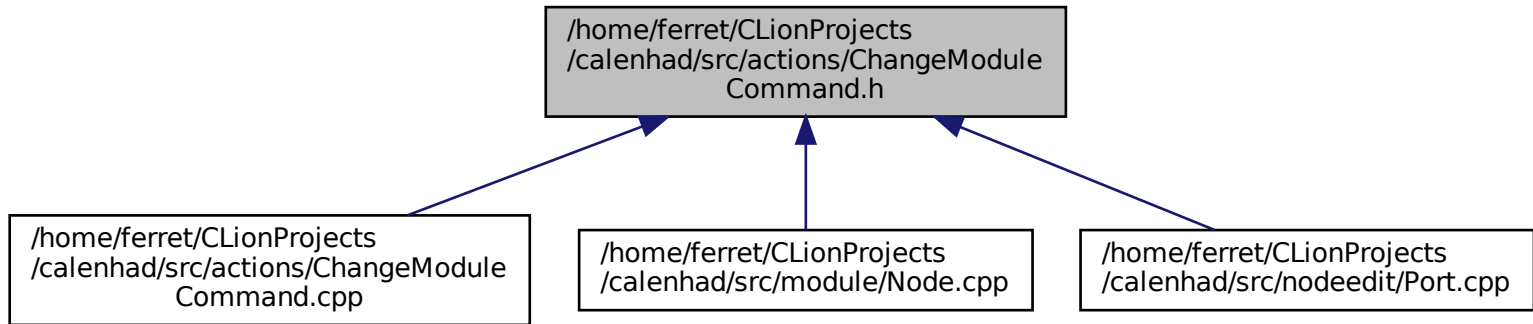 /home/ferret/CLionProjects
/calenhad/src/actions/ChangeModule
Command.h
/home/ferret/CLionProjects
/calenhad/src/actions/ChangeModule
Command.cpp
/home/ferret/CLionProjects
/calenhad/src/module/Node.cpp
/home/ferret/CLionProjects
/calenhad/src/nodeedit/Port.cpp